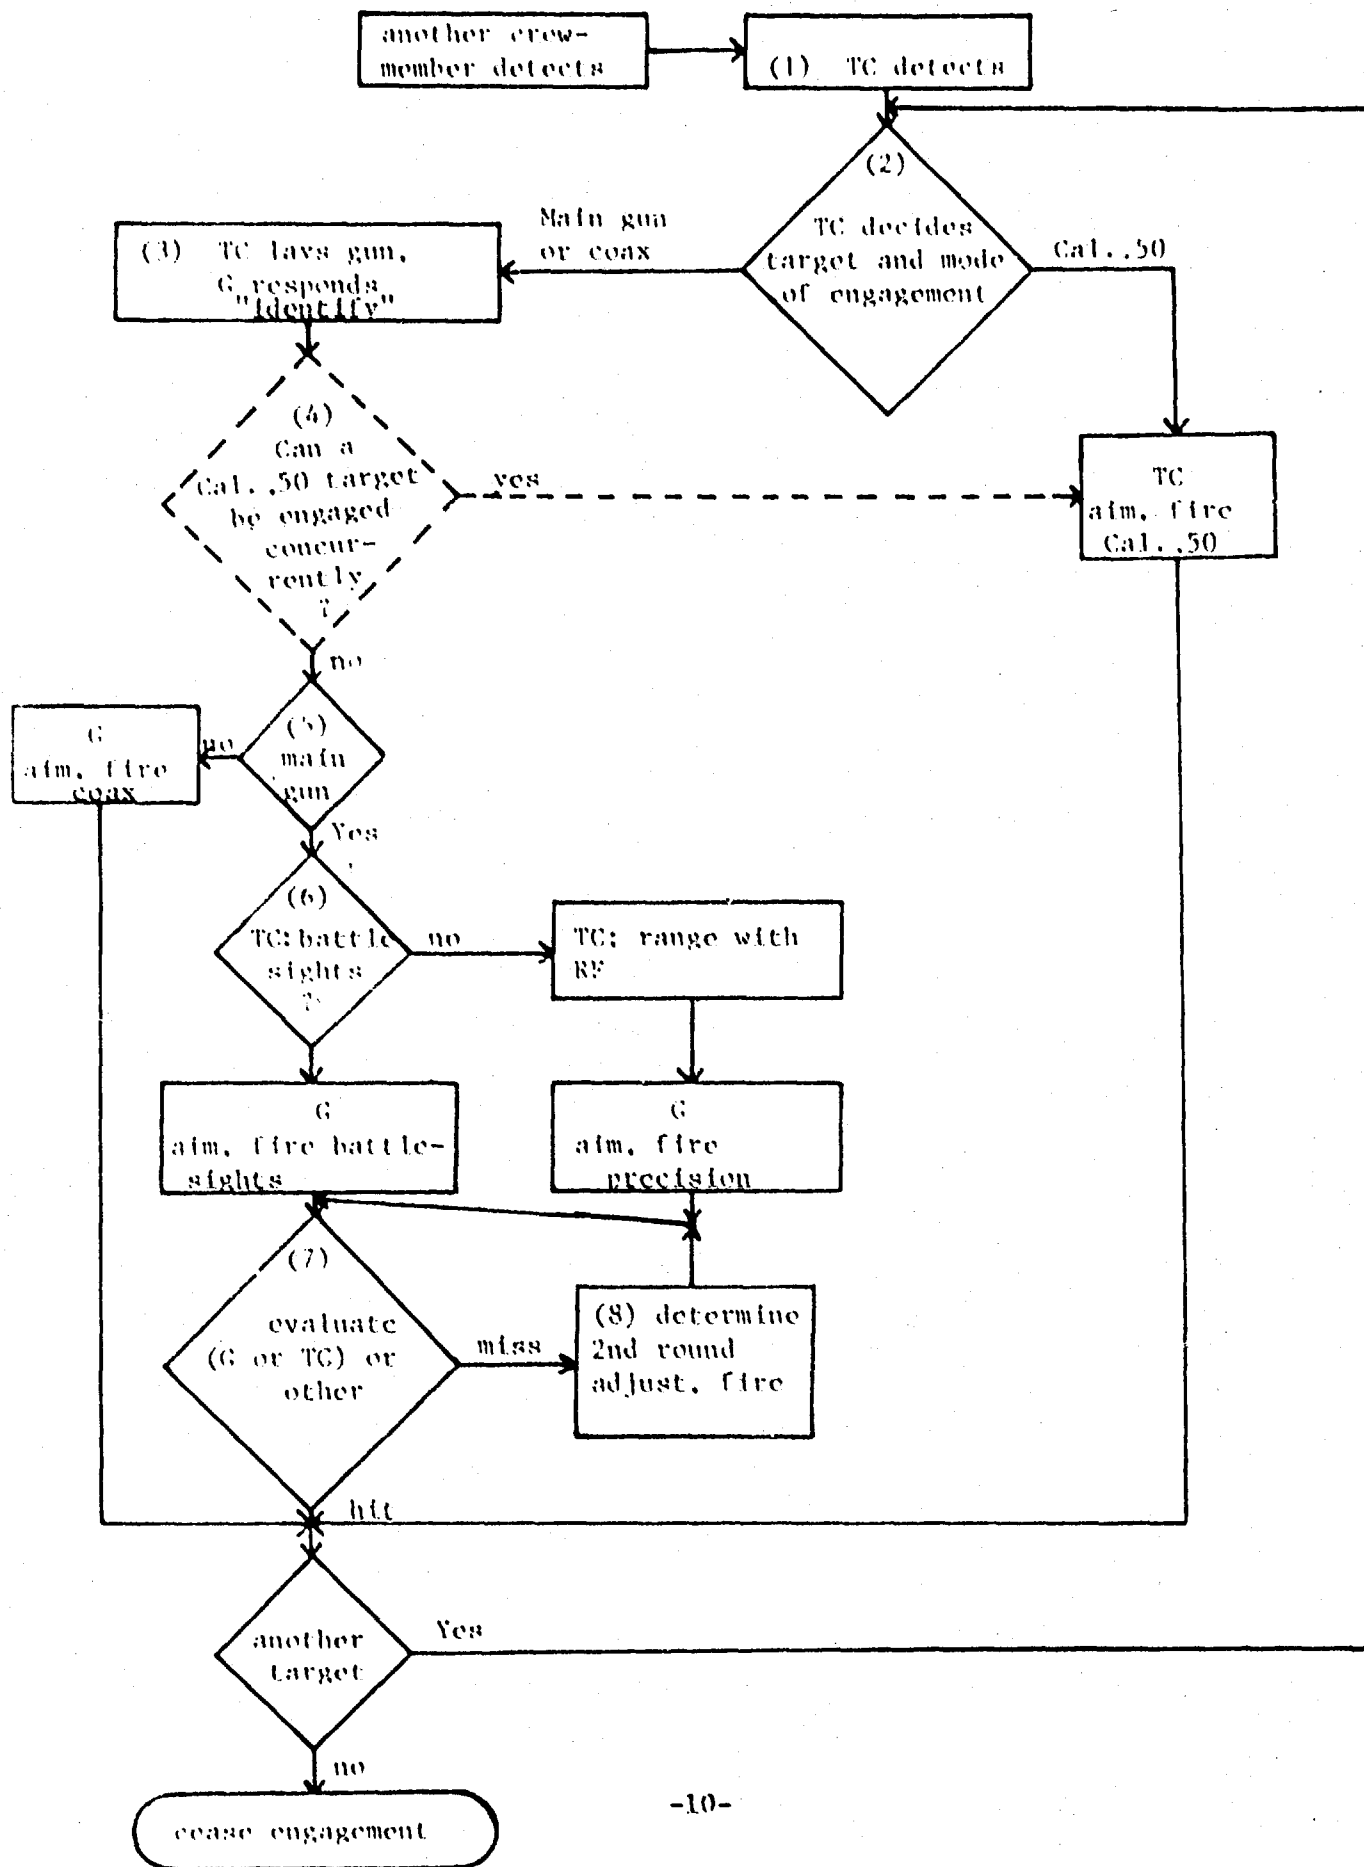 another crew-
member detects
(1) TC detects
(2)
TC decides
target and mode
of engagement
Main gun
or coax
Cal..50
(3) TC lays gun,
G responds
"Identify"
(4)
Can a
Cal..50 target
be engaged
concur-
rently
?
yes
TC
aim, fire
Cal..50
no
(5)
main
gun
no
G
aim, fire
coax
Yes
(6)
TC:battle
sights
?
no
TC: range with
RF
G
aim, fire battle-
sights
G
aim, fire
precision
(7)
evaluate
(G or TC) or
other
miss
(8) determine
2nd round
adjust, fire
hit
another
target
Yes
no
cease engagement
-10-